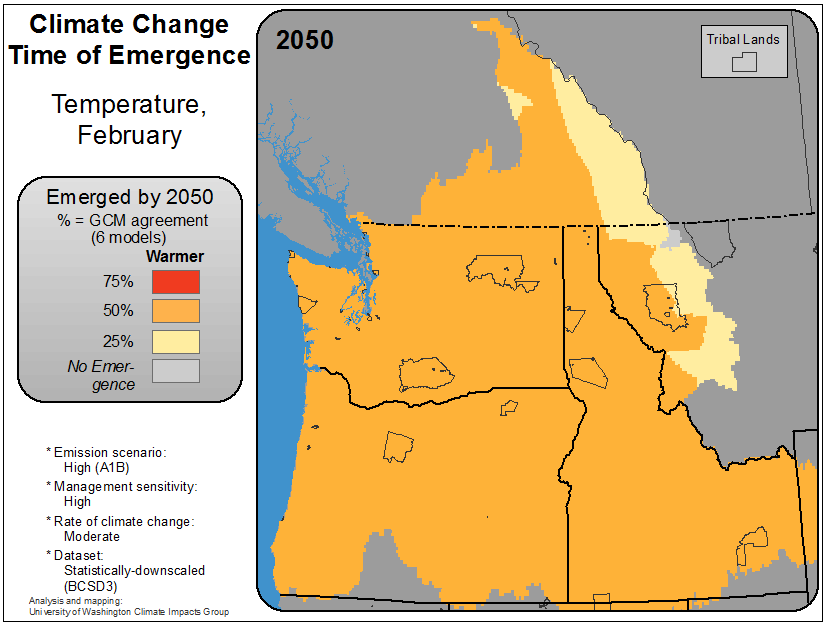 Climate Change
Time of Emergence
Temperature,
February
Emerged by 2050
% = GCM agreement
(6 models)
Warmer
75%
50%
25%
No Emer-
gence
* Emission scenario:
High (A1B)
* Management sensitivity:
High
* Rate of climate change:
Moderate
* Dataset:
Statistically-downscaled
(BCSD3)
Analysis and mapping:
University of Washington Climate Impacts Group
2050
Tribal Lands